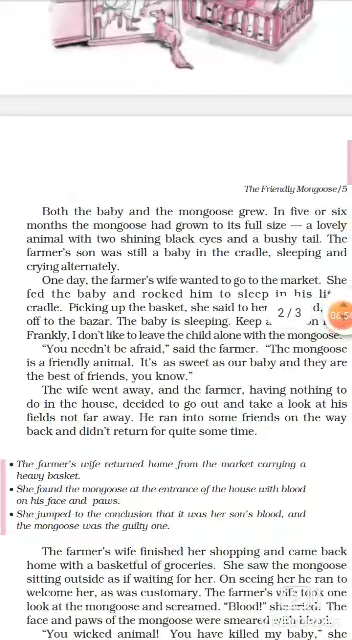 The Friendly Mongoose/5
Both the baby and the mongoose grew. In five or six
months the mongoose had grown to its full size — a lovely
animal with two shining black eyes and a bushy tail. The
farmer's son was still a baby in the cradle, sleeping and
crying alternately.
One day, the farmer's wife wanted to go to the market. She
fed the baby and rocked him to sleep in his
cradle. Picking up the basket, she said to her
2/3
off to the bazar. The baby is sleeping. Keep
Frankly, I don't like to leave the child alone with the mongoose.
"You needn't be afraid," said the farmer. "The mongoose
is a friendly animal. It's as sweet as our baby and they are
the best of friends, you know."
The wife went away, and the farmer, having nothing to
do in the house, decided to go out and take a look at his
fields not far away. He ran into some friends on the way
back and didn't return for quite some time.
• The farmer's wife returned home from the market carrying a
heavy basket.
• She found the mongoose at the entrance of the house with blood
on his face and paws.
• She jumped to the conclusion that it was her son's blood, and
the mongoose was the guilty one.
The farmer's wife finished her shopping and came back
home with a basketful of groceries. She saw the mongoose
sitting outside as if waiting for her. On seeing her he ran to
welcome her, as was customary. The farmer's wife took one
look at the mongoose and screamed. "Blood!" she cried. The
face and paws of the mongoose were smeared with blood.
"You wicked animal! You have killed my baby," she